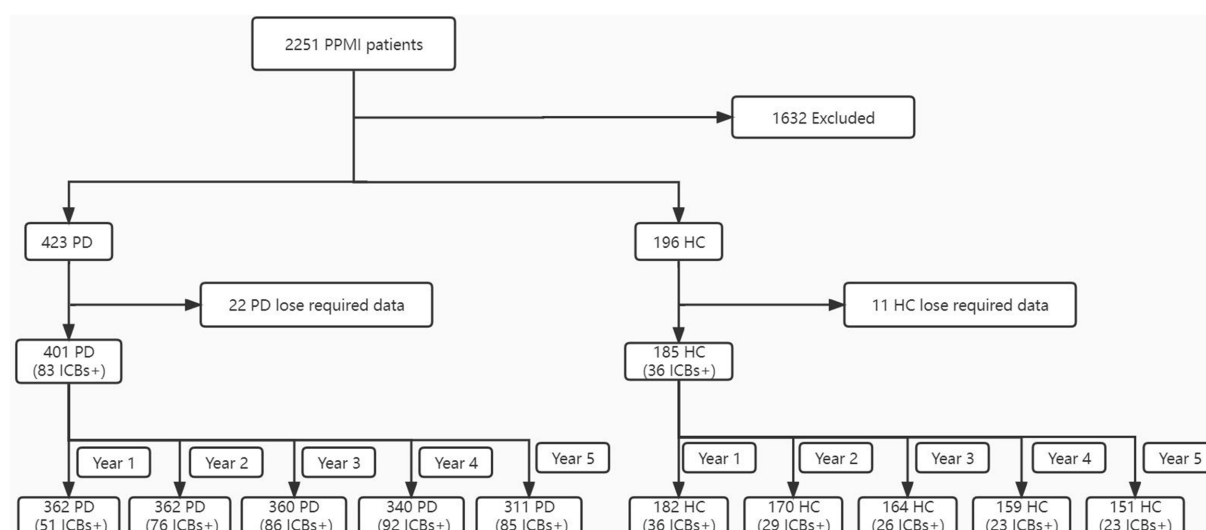 2251 PPMI patients
1632 Excluded
423 PD
196 HC
22 PD lose required data
11 HC lose required data
401 PD
(83 ICBs+)
185 HC
(36 ICBs+)
Year 1
Year 2
Year 3
Year 4
Year 5
Year 1
Year 2
Year 3
Year 4
Year 5
362 PD
(51 ICBs+)
362 PD
(76 ICBs+)
360 PD
(86 ICBs+)
340 PD
(92 ICBs+)
311 PD
(85 ICBs+)
182 HC
(36 ICBs+)
170 HC
(29 ICBs+)
164 HC
(26 ICBs+)
159 HC
(23 ICBs+)
151 HC
(23 ICBs+)